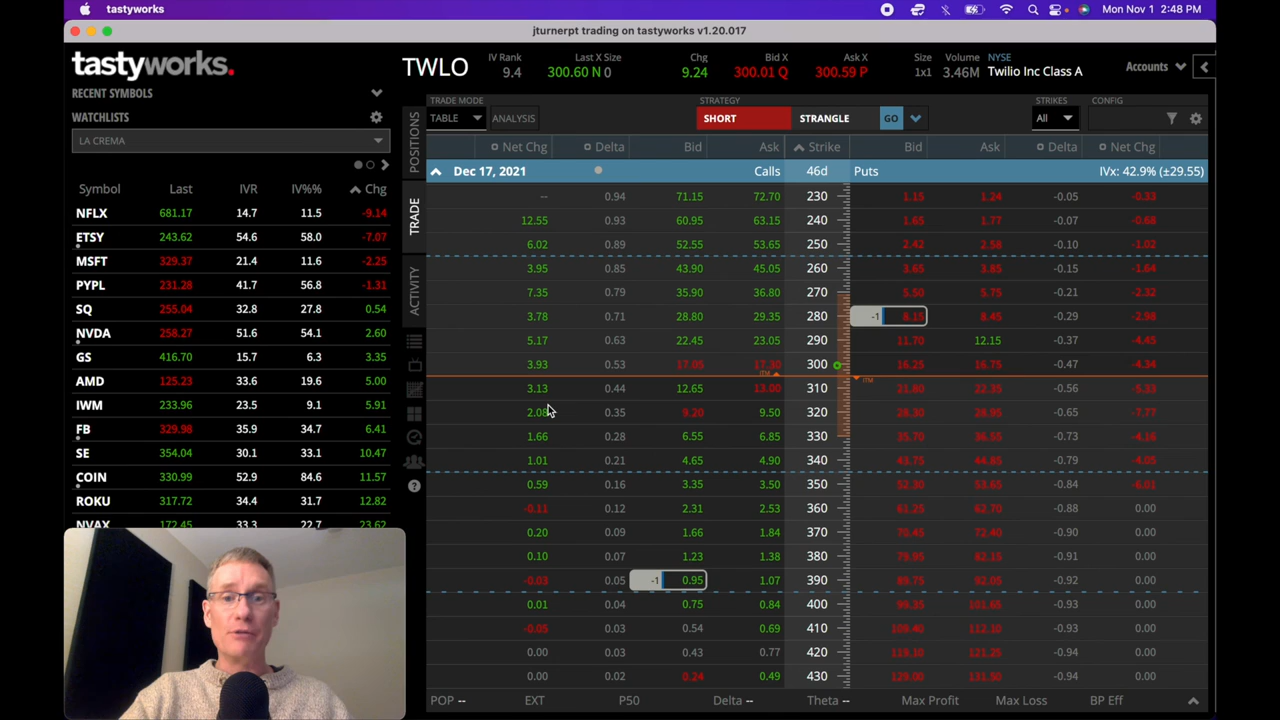 tastyworks
Mon Nov 1 2:48 PM
jturnerpt trading on tastyworks v1.20.017
tastyworks.
RECENT SYMBOLS
WATCHLISTS
LA CREMA
Symbol Last IVR IV%% Chg
NFLX 681.17 14.7 11.5 -9.14
ETSY 243.62 54.6 58.0 -7.07
MSFT 329.37 21.4 11.6 -2.25
PYPL 231.28 41.7 56.8 -1.31
SQ 255.04 32.8 27.8 0.54
NVDA 258.27 51.6 54.1 2.60
GS 416.70 15.7 6.3 3.35
AMD 125.23 33.6 19.6 5.00
IWM 233.96 23.5 9.1 5.91
FB 329.98 35.9 34.7 6.41
SE 354.04 30.1 33.1 10.47
COIN 330.99 52.9 84.6 11.57
ROKU 317.72 34.4 31.7 12.82
NVAX 172.45 33.3 22.7 23.62
POSITIONS
TRADE
ACTIVITY
TWLO
IV Rank Last X Size Chg Bid X Ask X Size Volume NYSE
9.4 300.60 N 0 9.24 300.01 Q 300.59 P 1x1 3.46M Twilio Inc Class A
Accounts
TRADE MODE STRATEGY STRIKES CONFIG
TABLE ANALYSIS SHORT STRANGLE GO All
Net Chg Delta Bid Ask Strike Bid Ask Delta Net Chg
Dec 17, 2021 Calls 46d Puts IVx: 42.9% (±29.55)
-- 0.94 71.15 72.70 230 1.15 1.24 -0.05 -0.33
12.55 0.93 60.95 63.15 240 1.65 1.77 -0.07 -0.68
6.02 0.89 52.55 53.65 250 2.42 2.58 -0.10 -1.02
3.95 0.85 43.90 45.05 260 3.65 3.85 -0.15 -1.64
7.35 0.79 35.90 36.80 270 5.50 5.75 -0.21 -2.32
3.78 0.71 28.80 29.35 280 -1 8.15 8.45 -0.29 -2.98
5.17 0.63 22.45 23.05 290 11.70 12.15 -0.37 -4.45
3.93 0.53 17.05 17.30 300 16.25 16.75 -0.47 -4.34
ITM ITM
3.13 0.44 12.65 13.00 310 21.80 22.35 -0.56 -5.33
2.08 0.35 9.20 9.50 320 28.30 28.95 -0.65 -7.77
1.66 0.28 6.55 6.85 330 35.70 36.55 -0.73 -4.16
1.01 0.21 4.65 4.90 340 43.75 44.85 -0.79 -4.05
0.59 0.16 3.35 3.50 350 52.30 53.65 -0.84 -6.01
-0.11 0.12 2.31 2.53 360 61.25 62.70 -0.88 0.00
0.20 0.09 1.66 1.84 370 70.45 72.40 -0.90 0.00
0.10 0.07 1.23 1.38 380 79.95 82.15 -0.91 0.00
-0.03 0.05 -1 0.95 1.07 390 89.75 92.05 -0.92 0.00
0.01 0.04 0.75 0.84 400 99.35 101.65 -0.93 0.00
-0.05 0.03 0.54 0.69 410 109.40 112.10 -0.93 0.00
0.00 0.03 0.43 0.77 420 119.10 121.25 -0.94 0.00
0.00 0.02 0.24 0.49 430 129.00 131.50 -0.94 0.00
POP -- EXT P50 Delta -- Theta -- Max Profit Max Loss BP Eff